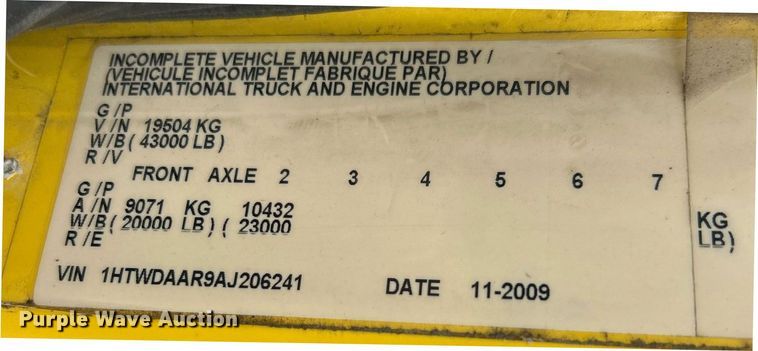 INCOMPLETE VEHICLE MANUFACTURED BY /
(VEHICULE INCOMPLET FABRIQUE PAR)
INTERNATIONAL TRUCK AND ENGINE CORPORATION
G /P
V /N 19504 KG
W/B ( 43000 LB )
R /V
FRONT AXLE 2 3 4 5 6 7
G /P
A /N 9071 KG 10432 KG
W/B ( 20000 LB ) ( 23000 LB )
R /E
VIN 1HTWDAAR9AJ206241 DATE 11-2009
Purple Wave Auction